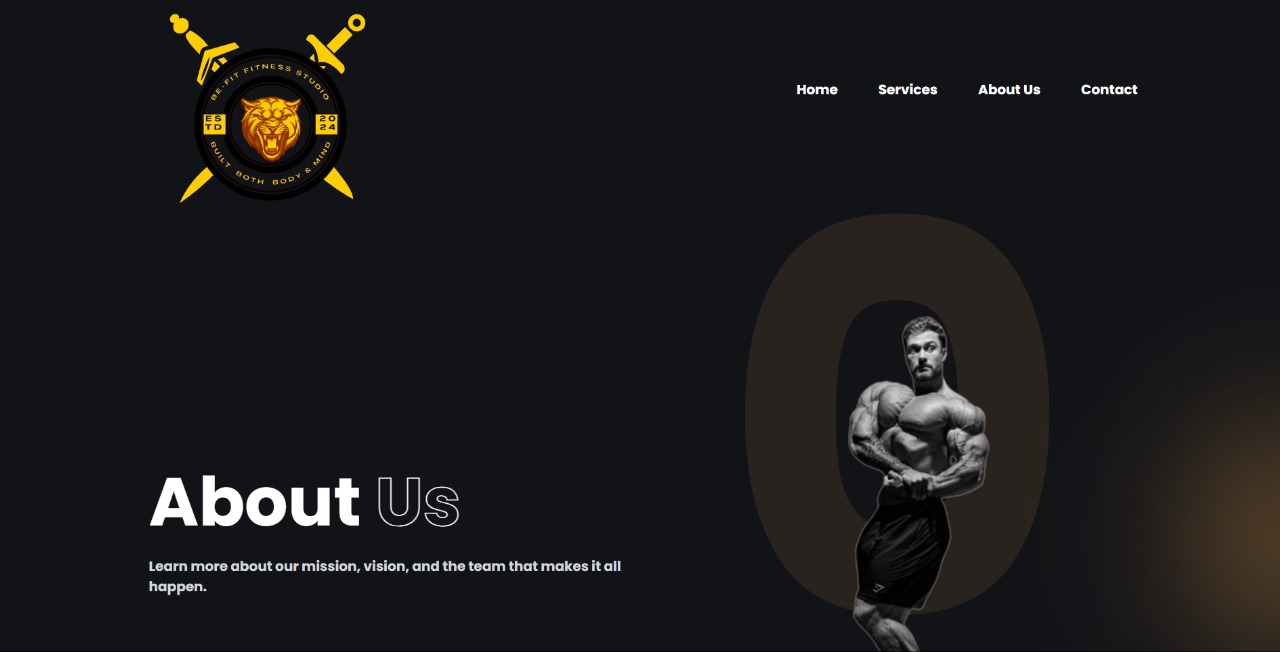 BE-FIT FITNESS STUDIO
ES
TD
20
24
BUILT BOTH BODY & MIND
Home Services About Us Contact
0
About Us
Learn more about our mission, vision, and the team that makes it all
happen.